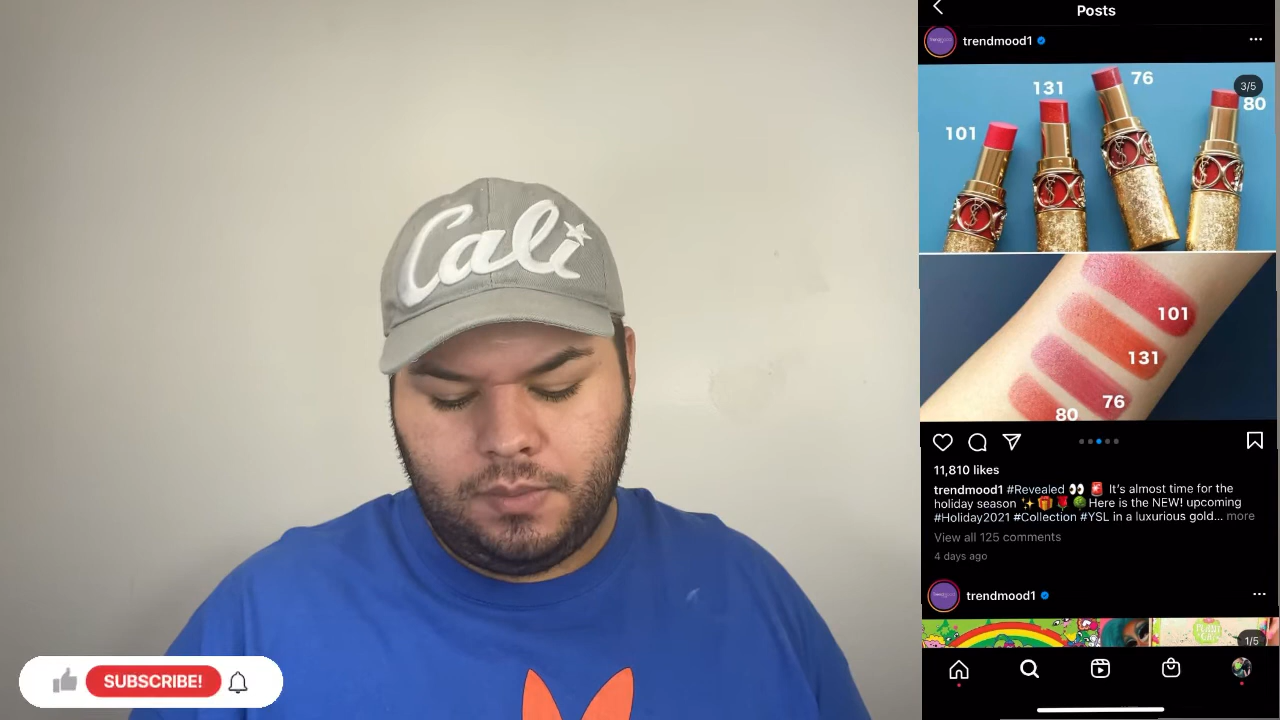 Cali
SUBSCRIBE!
Posts
trendmood1
3/5
101
131
76
80
101
131
76
80
11,810 likes
trendmood1 #Revealed 👀 🚨 It's almost time for the
holiday season ✨🎁🌹🌳Here is the NEW! upcoming
#Holiday2021 #Collection #YSL in a luxurious gold... more
View all 125 comments
4 days ago
trendmood1
1/5